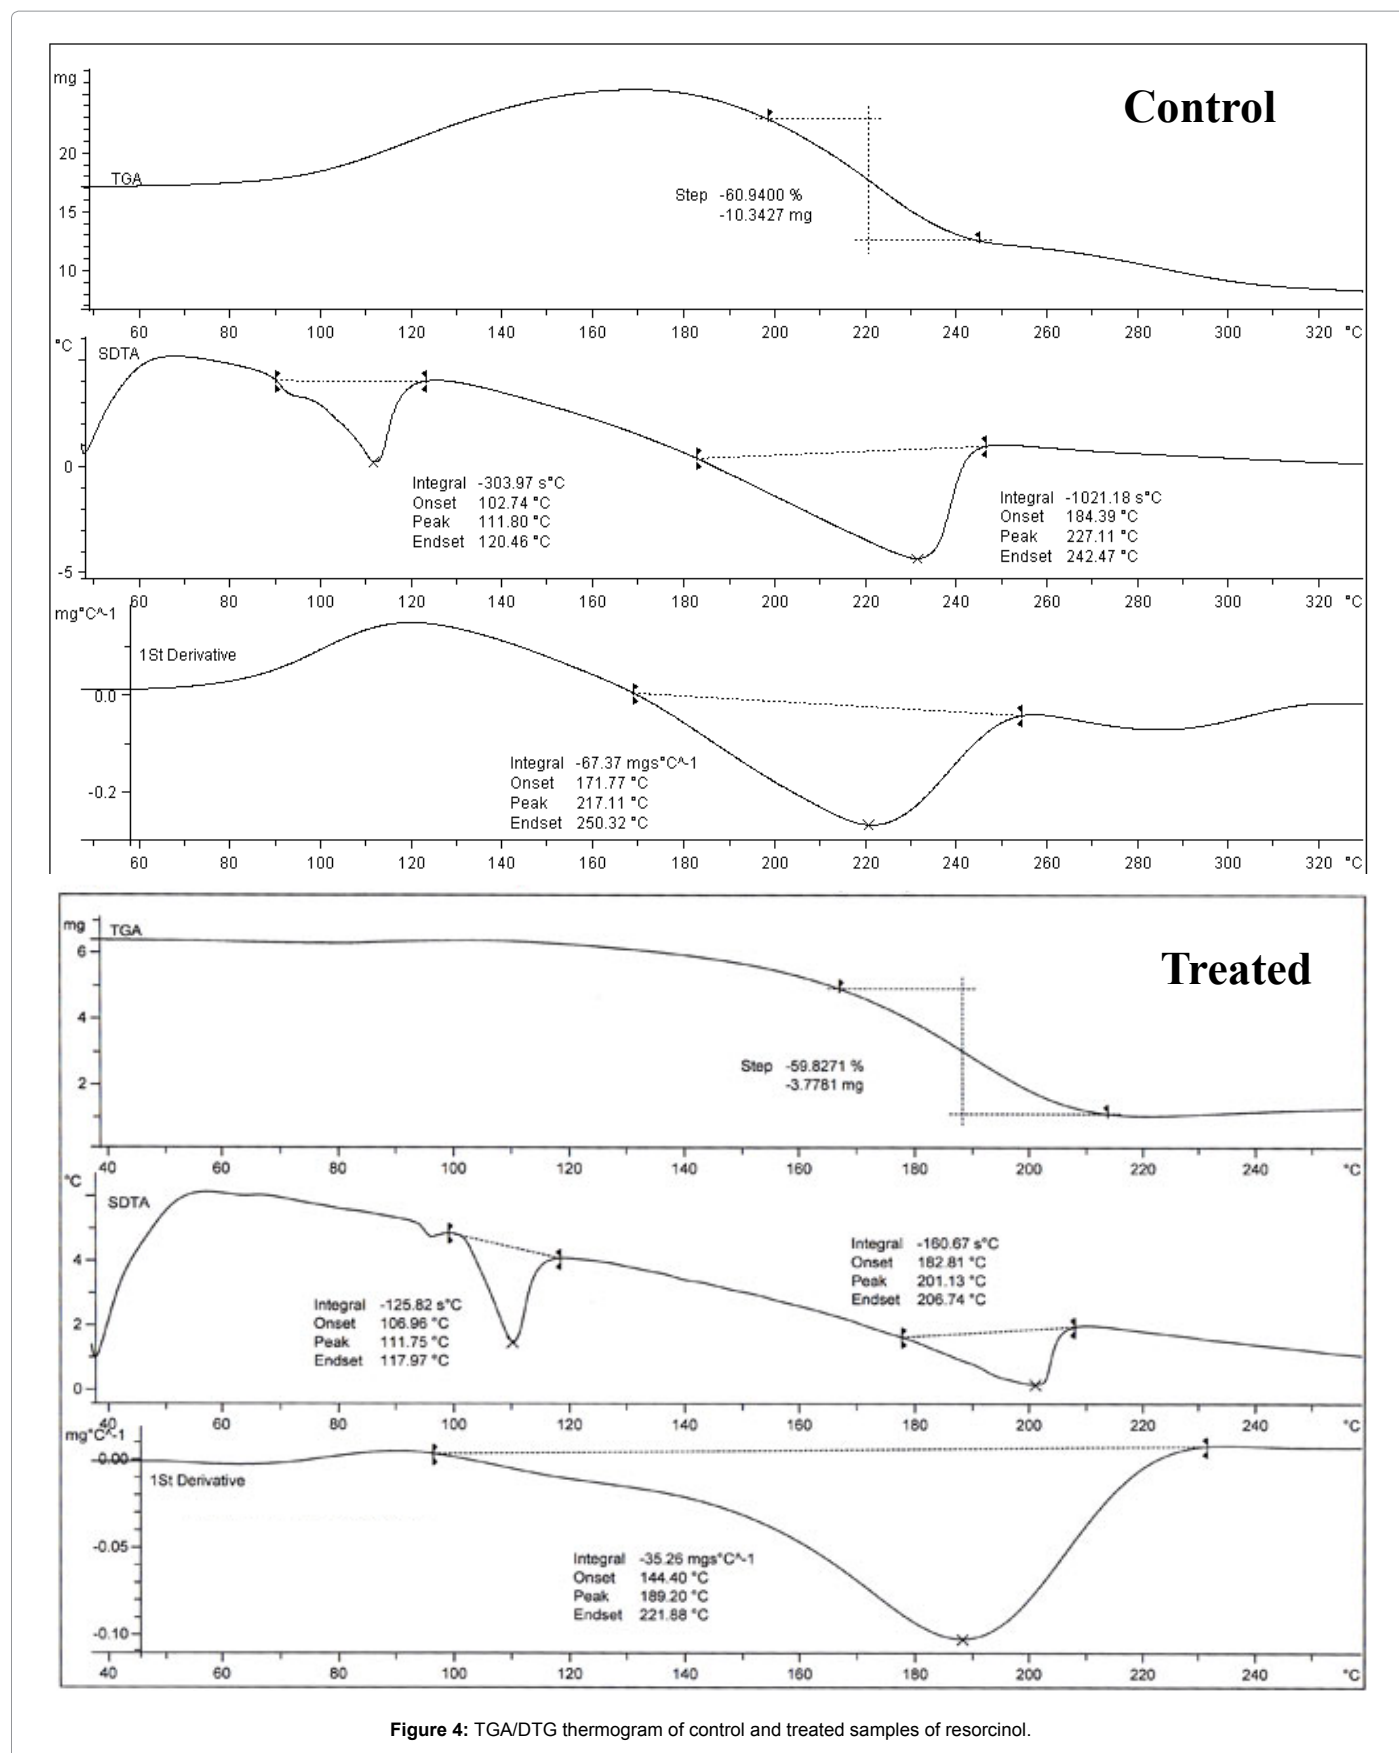 Control
mg
20
15
10
TGA
Step -60.9400 %
-10.3427 mg
60 80 100 120 140 160 180 200 220 240 260 280 300 320 °C
°C
SDTA
0
-5
Integral -303.97 s°C
Onset 102.74 °C
Peak 111.80 °C
Endset 120.46 °C
Integral -1021.18 s°C
Onset 184.39 °C
Peak 227.11 °C
Endset 242.47 °C
60 80 100 120 140 160 180 200 220 240 260 280 300 320 °C
mg°C^-1
1St Derivative
0.0
-0.2
Integral -67.37 mgs°C^-1
Onset 171.77 °C
Peak 217.11 °C
Endset 250.32 °C
60 80 100 120 140 160 180 200 220 240 260 280 300 320 °C
Treated
mg
TGA
6
4
2
Step -59.8271 %
-3.7781 mg
40 60 80 100 120 140 160 180 200 220 240 °C
°C
SDTA
4
2
0
Integral -160.67 s°C
Onset 182.81 °C
Peak 201.13 °C
Endset 206.74 °C
Integral -125.82 s°C
Onset 106.96 °C
Peak 111.75 °C
Endset 117.97 °C
40 60 80 100 120 140 160 180 200 220 240 °C
mg°C^-1
0.00
1St Derivative
-0.05
-0.10
Integral -35.26 mgs°C^-1
Onset 144.40 °C
Peak 189.20 °C
Endset 221.88 °C
40 60 80 100 120 140 160 180 200 220 240 °C
Figure 4: TGA/DTG thermogram of control and treated samples of resorcinol.